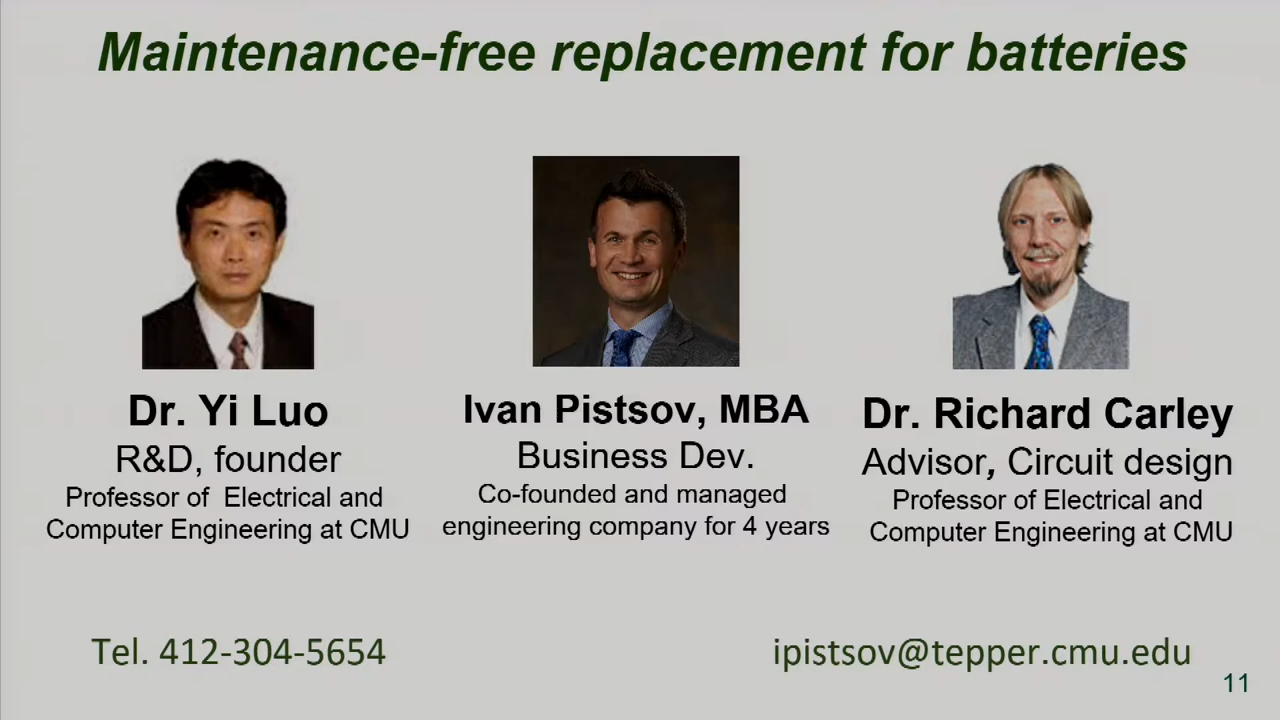 Maintenance-free replacement for batteries
Dr. Yi Luo
R&D, founder
Professor of Electrical and
Computer Engineering at CMU
Ivan Pistsov, MBA
Business Dev.
Co-founded and managed
engineering company for 4 years
Dr. Richard Carley
Advisor, Circuit design
Professor of Electrical and
Computer Engineering at CMU
Tel. 412-304-5654
ipistsov@tepper.cmu.edu
11